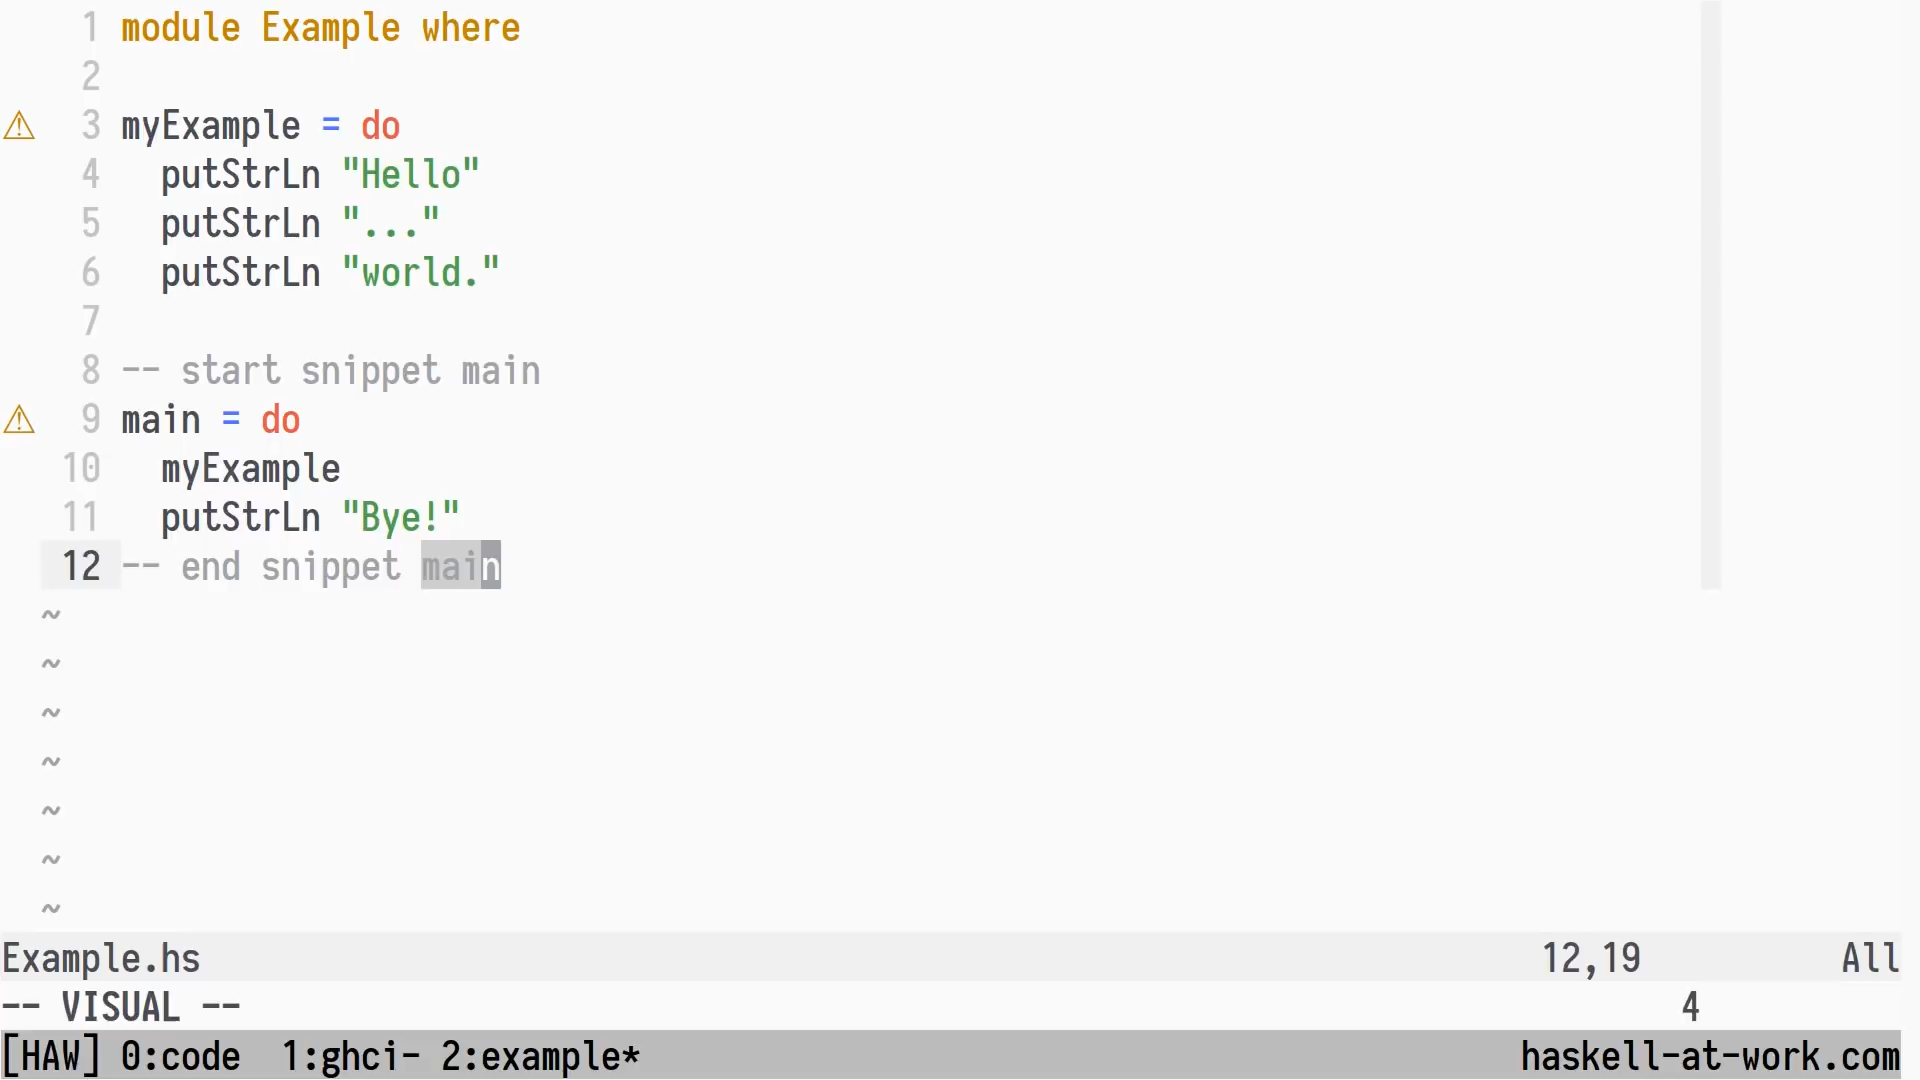 1 module Example where
2
⚠ 3 myExample = do
4   putStrLn "Hello"
5   putStrLn "..."
6   putStrLn "world."
7
8 -- start snippet main
⚠ 9 main = do
10   myExample
11   putStrLn "Bye!"
12 -- end snippet main
~
~
~
~
~
~
~
Example.hs 12,19 All
-- VISUAL -- 4
[HAW] 0:code  1:ghci- 2:example* haskell-at-work.com